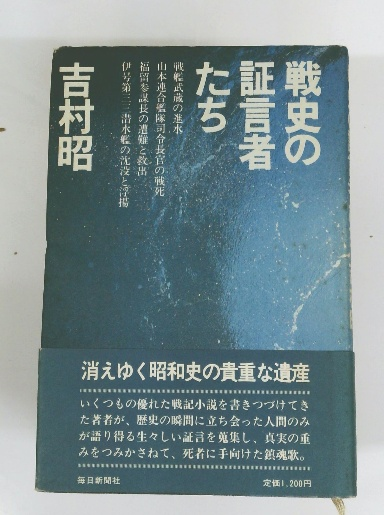 戦史の
証言者
たち
戦艦武蔵の進水
山本連合艦隊司令長官の戦死
福留参謀長の遭難と救出
伊号第三三潜水艦の沈没と浮揚
吉村昭
消えゆく昭和史の貴重な遺産
いくつもの優れた戦記小説を書きつづけてき
た著者が、歴史の瞬間に立ち会った人間のみ
が語り得る生々しい証言を蒐集し、真実の重
みをつみかさねて、死者に手向けた鎮魂歌。
毎日新聞社
定価1,200円